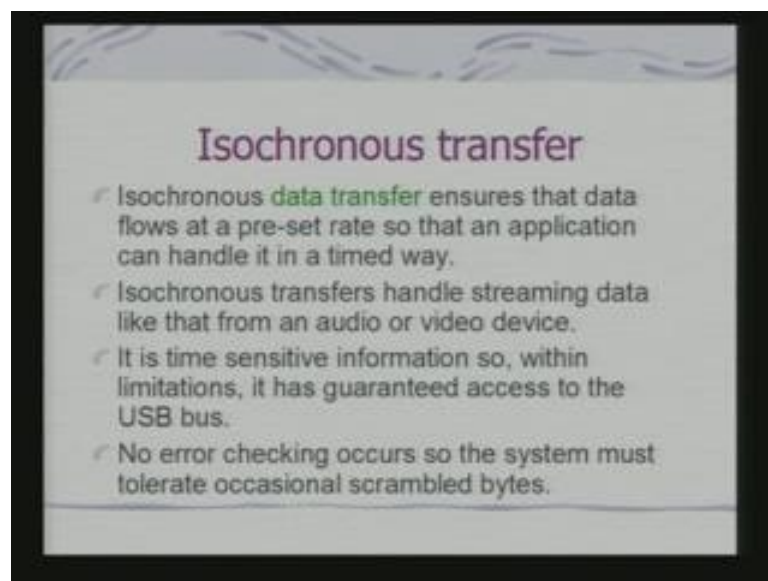 Isochronous transfer
Isochronous data transfer ensures that data
flows at a pre-set rate so that an application
can handle it in a timed way.
Isochronous transfers handle streaming data
like that from an audio or video device.
It is time sensitive information so, within
limitations, it has guaranteed access to the
USB bus.
No error checking occurs so the system must
tolerate occasional scrambled bytes.